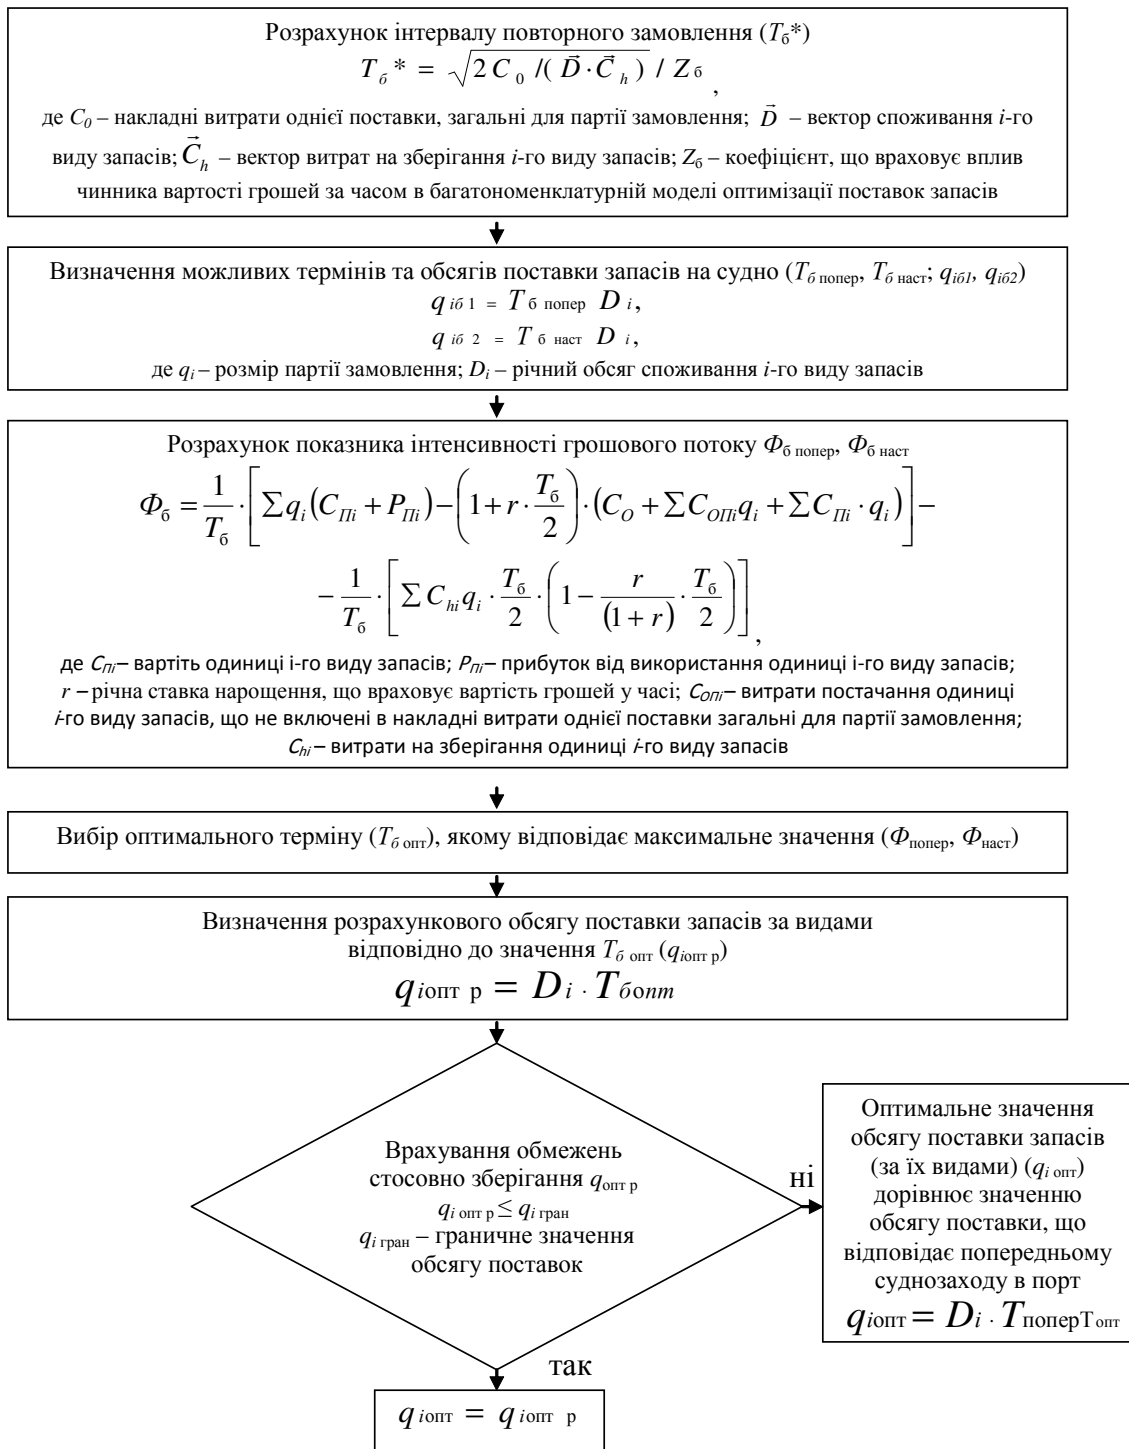 Розрахунок інтервалу повторного замовлення (Tб*)
Tб* = √(2C0 /(D⃗·C⃗h)) / Zб ,
де C0 – накладні витрати однієї поставки, загальні для партії замовлення; D⃗ – вектор споживання i-го
виду запасів; C⃗h – вектор витрат на зберігання i-го виду запасів; Zб – коефіцієнт, що враховує вплив
чинника вартості грошей за часом в багатономенклатурній моделі оптимізації поставок запасів
Визначення можливих термінів та обсягів поставки запасів на судно (Tб попер, Tб наст; qiб1, qiб2)
qiб 1 = Tб попер Di,
qiб 2 = Tб наст Di,
де qi – розмір партії замовлення; Di – річний обсяг споживання i-го виду запасів
Розрахунок показника інтенсивності грошового потоку Фб попер, Фб наст
Фб = 1/Tб · [∑qi(CПi + PПi) – (1 + r · Tб/2) · (CO + ∑CОПi qi + ∑CПi · qi)] –
– 1/Tб · [∑Chi qi · Tб/2 · (1 – r/(1 + r) · Tб/2)] ,
де CПi – вартіть одиниці і-го виду запасів; PПi – прибуток від використання одиниці і-го виду запасів;
r – річна ставка нарощення, що враховує вартість грошей у часі; CОПi – витрати постачання одиниці
i-го виду запасів, що не включені в накладні витрати однієї поставки загальні для партії замовлення;
Chi – витрати на зберігання одиниці i-го виду запасів
Вибір оптимального терміну (Tб опт), якому відповідає максимальне значення (Фпопер, Фнаст)
Визначення розрахункового обсягу поставки запасів за видами
відповідно до значення Tб опт (qiопт р)
qiопт р = Di · Tбопт
Врахування обмежень
стосовно зберігання qопт р
qi опт р ≤ qi гран
qi гран – граничне значення
обсягу поставок
ні
Оптимальне значення
обсягу поставки запасів
(за їх видами) (qi опт)
дорівнює значенню
обсягу поставки, що
відповідає попередньому
суднозаходу в порт
qiопт = Di · TпоперTопт
так
qiопт = qiопт р